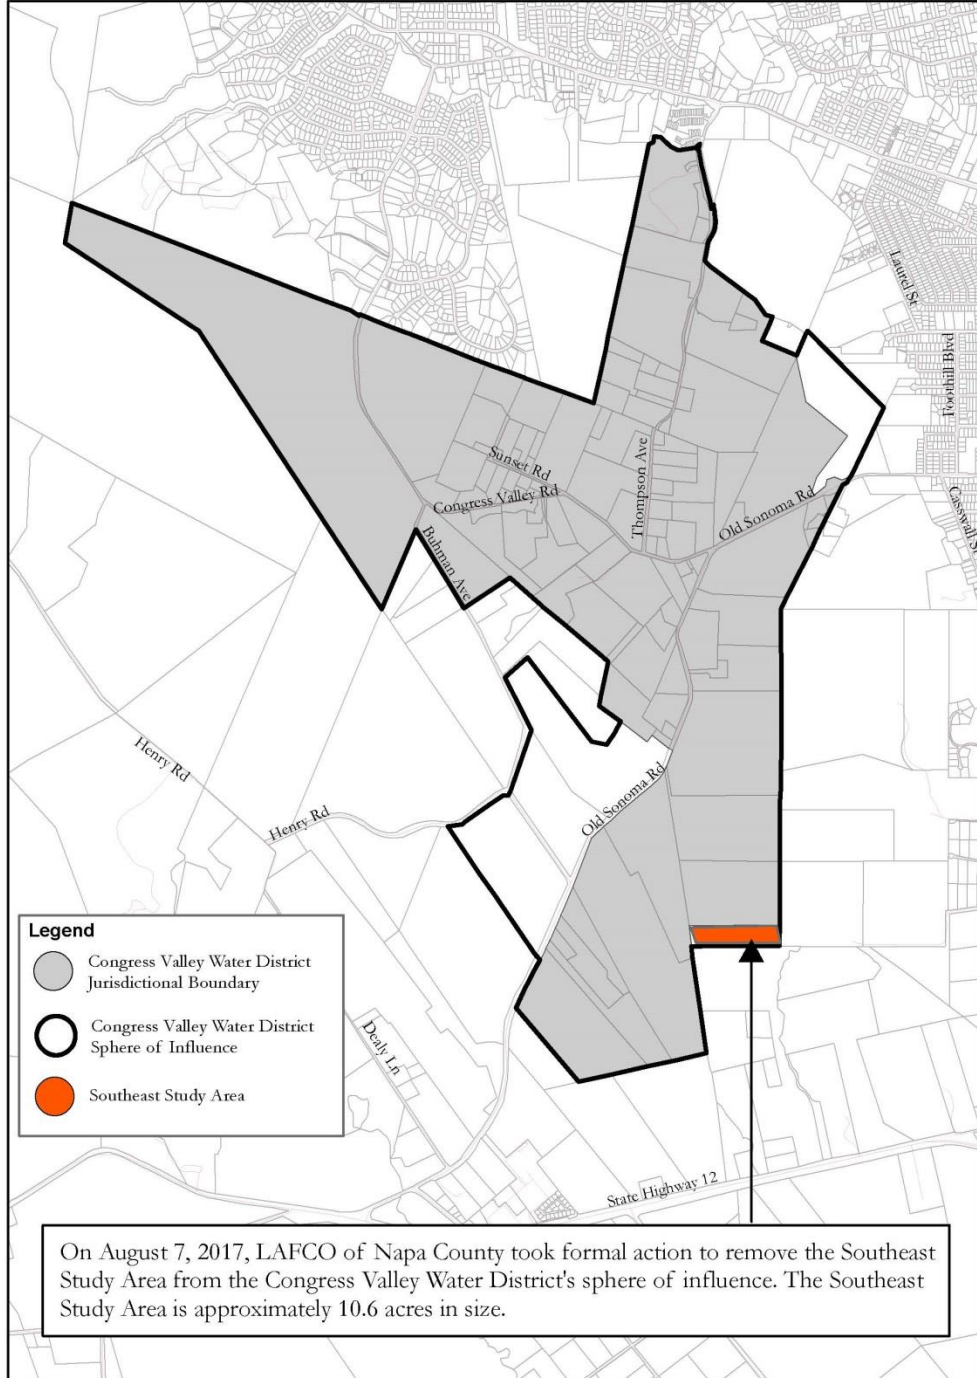 Laurel St
Foothill Blvd
Casswall St
Sunset Rd
Thompson Ave
Congress Valley Rd
Old Sonoma Rd
Buhman Ave
Henry Rd
Henry Rd
Old Sonoma Rd
Legend
Congress Valley Water District
Jurisdictional Boundary
Congress Valley Water District
Sphere of Influence
Southeast Study Area
Dealy Ln
State Highway 12
On August 7, 2017, LAFCO of Napa County took formal action to remove the Southeast
Study Area from the Congress Valley Water District's sphere of influence. The Southeast
Study Area is approximately 10.6 acres in size.